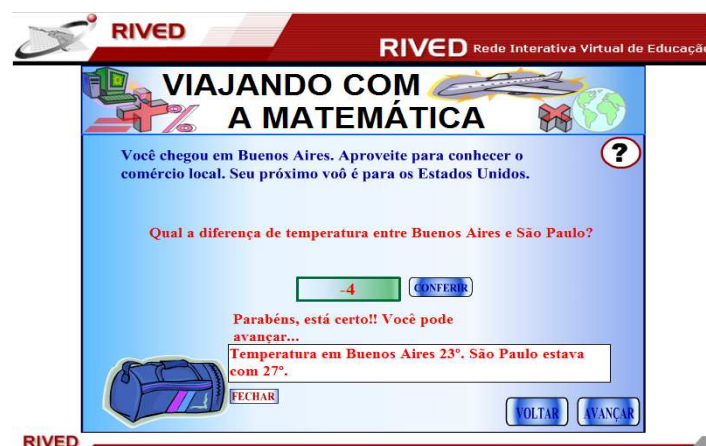 RIVED
RIVED Rede Interativa Virtual de Educação
VIAJANDO COM
A MATEMÁTICA
Você chegou em Buenos Aires. Aproveite para conhecer o
comércio local. Seu próximo voô é para os Estados Unidos.
?
Qual a diferença de temperatura entre Buenos Aires e São Paulo?
-4
CONFERIR
Parabéns, está certo!! Você pode
avançar...
Temperatura em Buenos Aires 23º. São Paulo estava
com 27º.
FECHAR
VOLTAR
AVANÇAR
RIVED